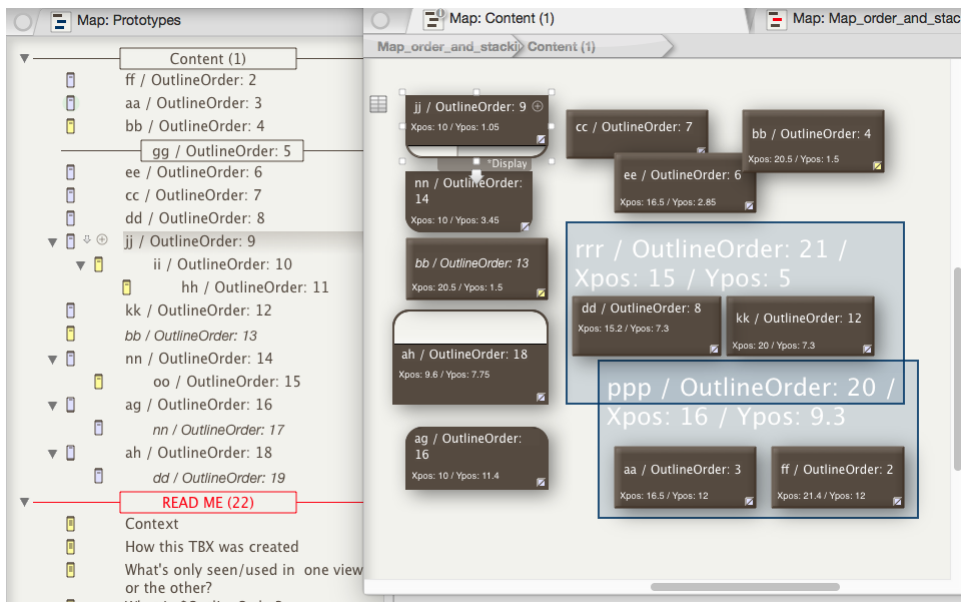 Map: Prototypes
Content (1)
ff / OutlineOrder: 2
aa / OutlineOrder: 3
bb / OutlineOrder: 4
gg / OutlineOrder: 5
ee / OutlineOrder: 6
cc / OutlineOrder: 7
dd / OutlineOrder: 8
jj / OutlineOrder: 9
ii / OutlineOrder: 10
hh / OutlineOrder: 11
kk / OutlineOrder: 12
bb / OutlineOrder: 13
nn / OutlineOrder: 14
oo / OutlineOrder: 15
ag / OutlineOrder: 16
nn / OutlineOrder: 17
ah / OutlineOrder: 18
dd / OutlineOrder: 19
READ ME (22)
Context
How this TBX was created
What's only seen/used in one view
or the other?
Map: Content (1)
Map: Map_order_and_stac
Map_order_and_stacki
Content (1)
jj / OutlineOrder: 9
Xpos: 10 / Ypos: 1.05
*Display
nn / OutlineOrder:
14
Xpos: 10 / Ypos: 3.45
bb / OutlineOrder: 13
Xpos: 20.5 / Ypos: 1.5
ah / OutlineOrder: 18
Xpos: 9.6 / Ypos: 7.75
ag / OutlineOrder:
16
Xpos: 10 / Ypos: 11.4
cc / OutlineOrder: 7
ee / OutlineOrder: 6
Xpos: 16.5 / Ypos: 2.85
bb / OutlineOrder: 4
Xpos: 20.5 / Ypos: 1.5
rrr / OutlineOrder: 21 /
Xpos: 15 / Ypos: 5
dd / OutlineOrder: 8
Xpos: 15.2 / Ypos: 7.3
kk / OutlineOrder: 12
Xpos: 20 / Ypos: 7.3
ppp / OutlineOrder: 20 /
Xpos: 16 / Ypos: 9.3
aa / OutlineOrder: 3
Xpos: 16.5 / Ypos: 12
ff / OutlineOrder: 2
Xpos: 21.4 / Ypos: 12